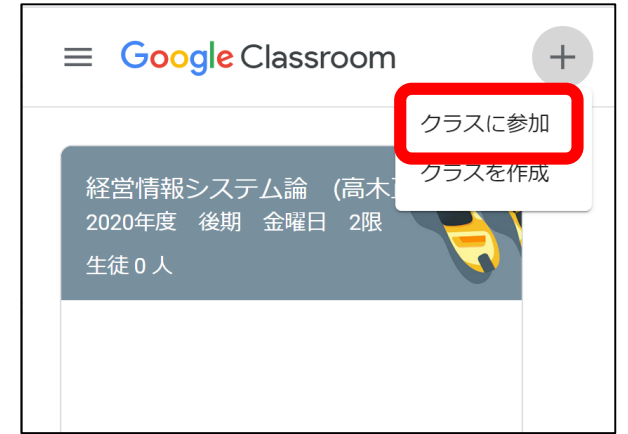 Google Classroom
クラスに参加
クラスを作成
経営情報システム論 (高木
2020年度 後期 金曜日 2限
生徒 0 人